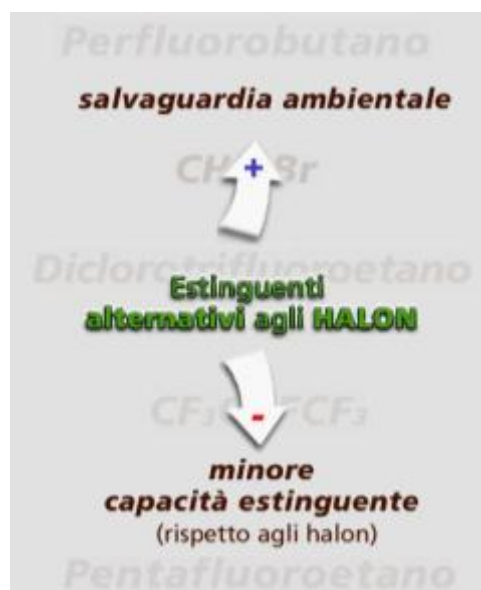 Perfluorobutano
salvaguardia ambientale
+
Diclorotrifluoroetano
Estinguenti
alternativi agli HALON
-
minore
capacità estinguente
(rispetto agli halon)
Pentafluoroetano